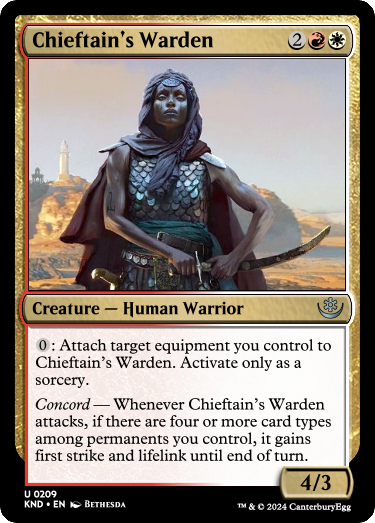 Chieftain's Warden 2
Creature — Human Warrior
0: Attach target equipment you control to
Chieftain's Warden. Activate only as a
sorcery.
Concord — Whenever Chieftain's Warden
attacks, if there are four or more card types
among permanents you control, it gains
first strike and lifelink until end of turn.
4/3
U 0209
KND • EN BETHESDA
™ & © 2024 CanterburyEgg